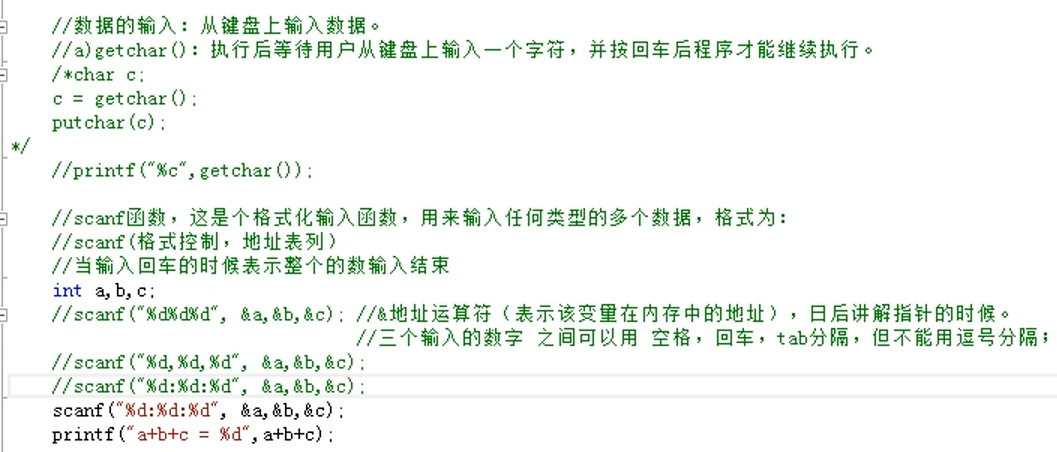 //数据的输入：从键盘上输入数据。
//a)getchar()：执行后等待用户从键盘上输入一个字符，并按回车后程序才能继续执行。
/*char c;
c = getchar();
putchar(c);
*/
//printf("%c",getchar());
//scanf函数，这是个格式化输入函数，用来输入任何类型的多个数据，格式为：
//scanf(格式控制，地址表列)
//当输入回车的时候表示整个的数输入结束
int a,b,c;
//scanf("%d%d%d", &a,&b,&c); //&地址运算符（表示该变量在内存中的地址），日后讲解指针的时候。
//三个输入的数字 之间可以用 空格，回车，tab分隔，但不能用逗号分隔；
//scanf("%d,%d,%d", &a,&b,&c);
//scanf("%d:%d:%d", &a,&b,&c);
scanf("%d:%d:%d", &a,&b,&c);
printf("a+b+c = %d",a+b+c);